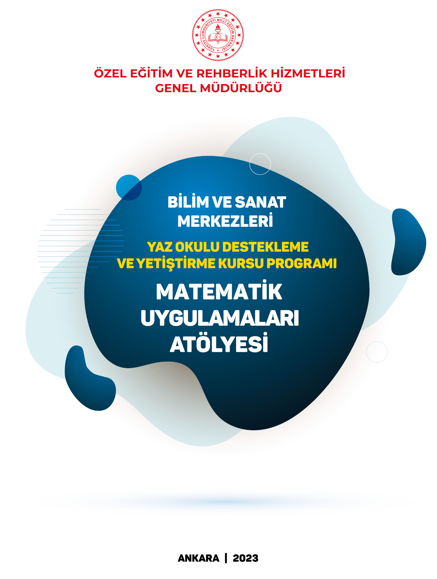 ÖZEL EĞİTİM VE REHBERLİK HİZMETLERİ
GENEL MÜDÜRLÜĞÜ
BİLİM VE SANAT
MERKEZLERİ
YAZ OKULU DESTEKLEME
VE YETİŞTİRME KURSU PROGRAMI
MATEMATİK
UYGULAMALARI
ATÖLYESİ
ANKARA | 2023